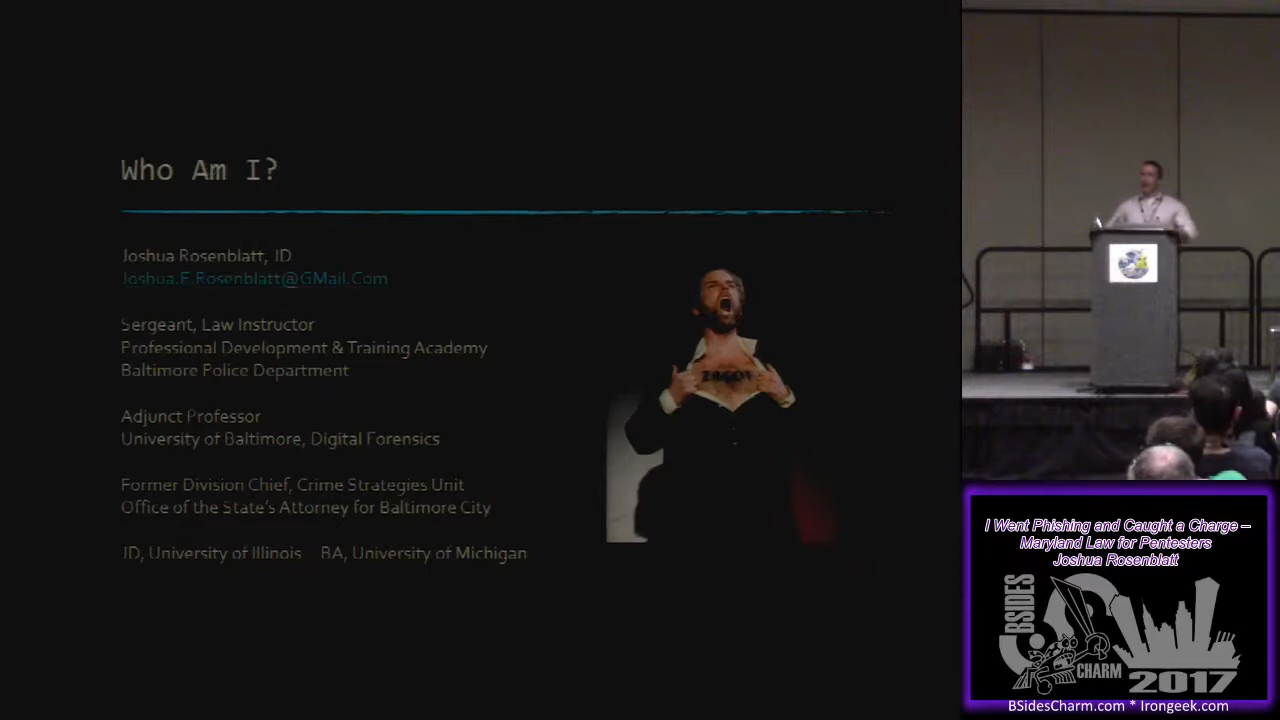 Who Am I?
Joshua Rosenblatt, JD
Joshua.E.Rosenblatt@GMail.Com
Sergeant, Law Instructor
Professional Development & Training Academy
Baltimore Police Department
Adjunct Professor
University of Baltimore, Digital Forensics
Former Division Chief, Crime Strategies Unit
Office of the State's Attorney for Baltimore City
JD, University of Illinois BA, University of Michigan
I Went Phishing and Caught a Charge –
Maryland Law for Pentesters
Joshua Rosenblatt
BSIDES
CHARM
2017
BSidesCharm.com * Irongeek.com